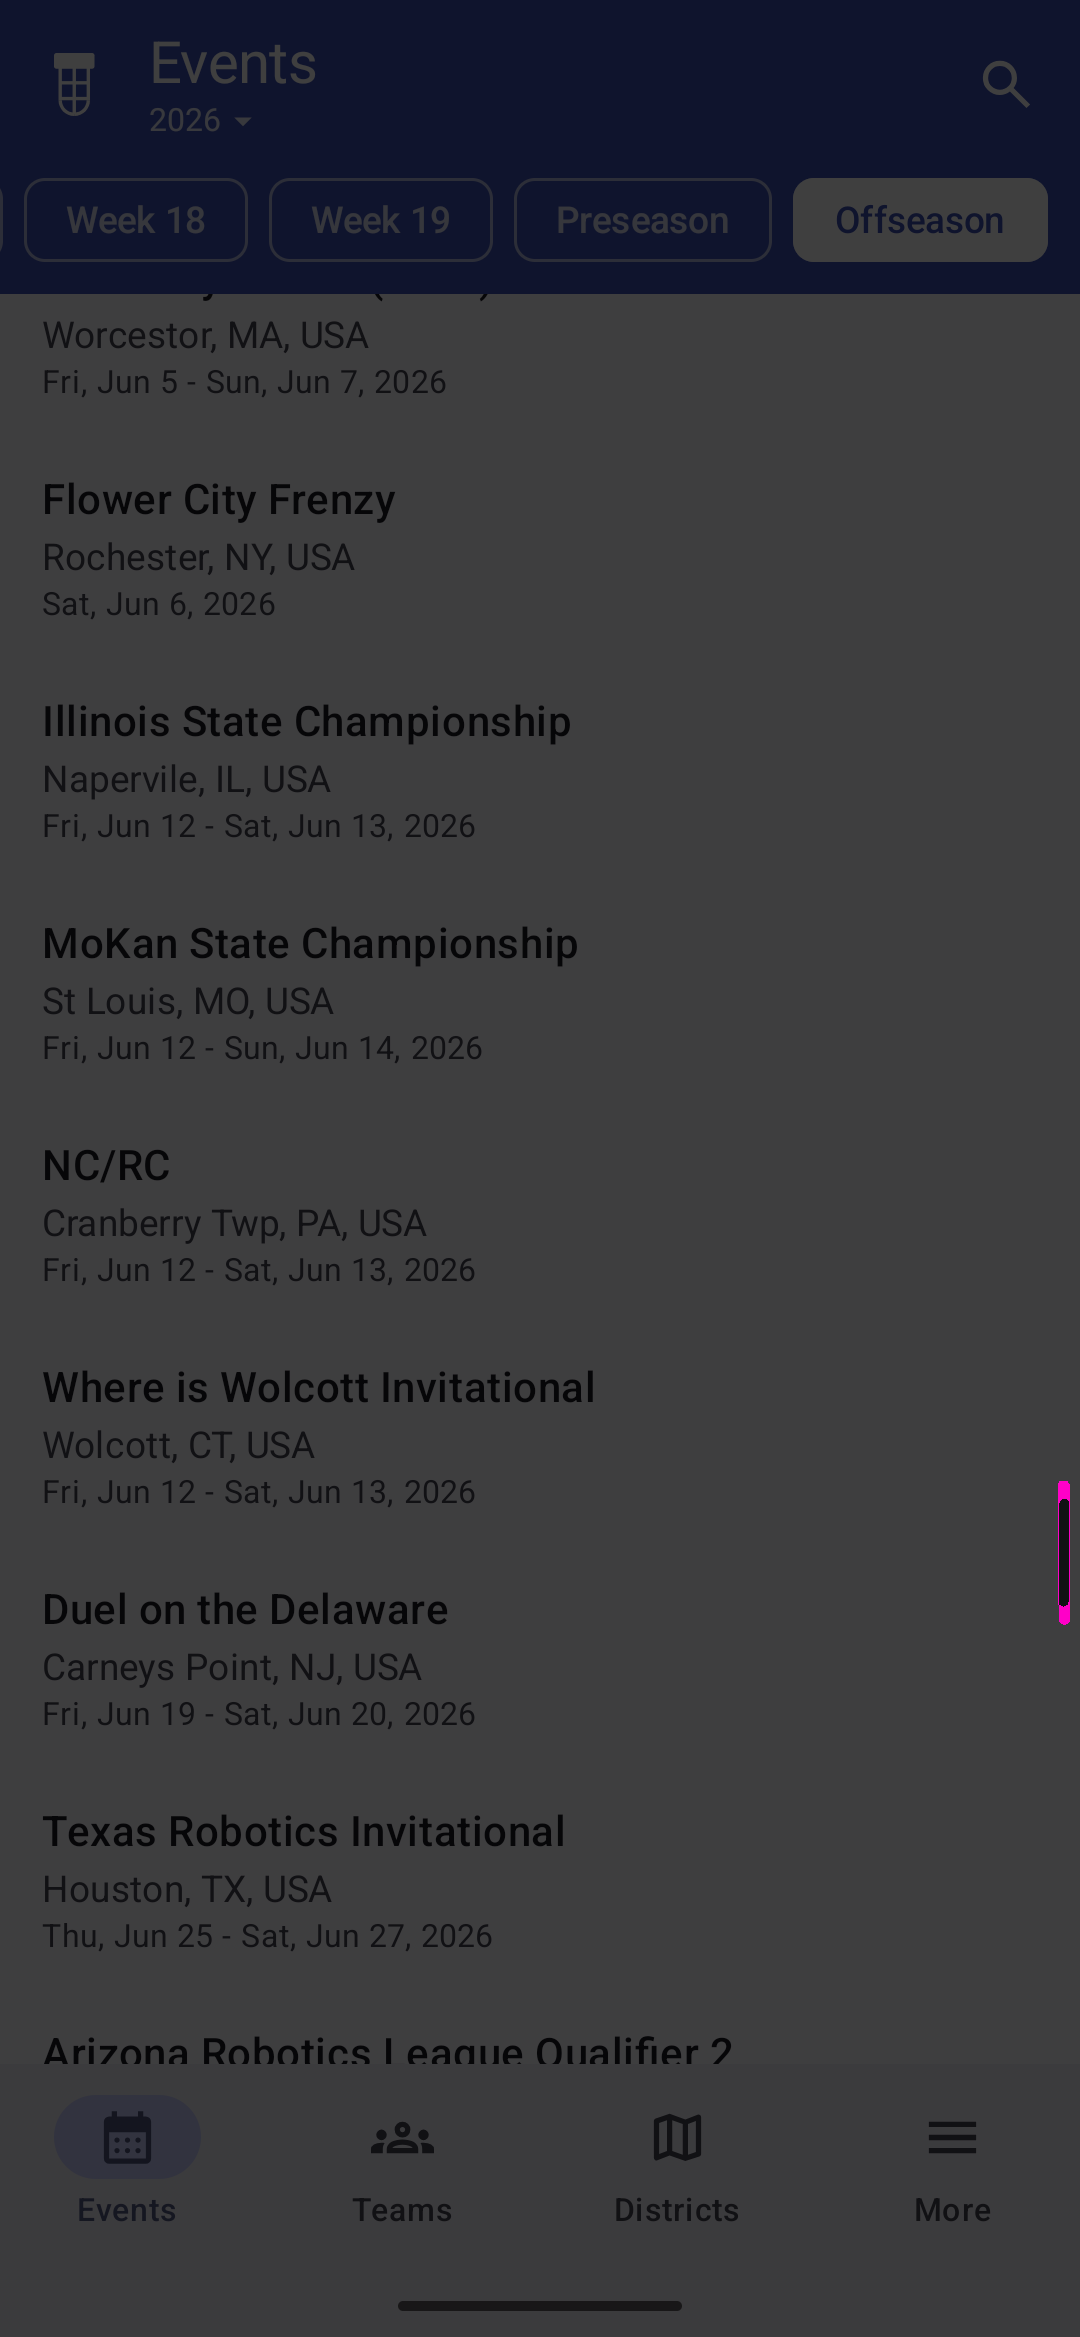 Events
2026
Week 18
Week 19
Preseason
Offseason
Worcestor, MA, USA
Fri, Jun 5 - Sun, Jun 7, 2026
Flower City Frenzy
Rochester, NY, USA
Sat, Jun 6, 2026
Illinois State Championship
Napervile, IL, USA
Fri, Jun 12 - Sat, Jun 13, 2026
MoKan State Championship
St Louis, MO, USA
Fri, Jun 12 - Sun, Jun 14, 2026
NC/RC
Cranberry Twp, PA, USA
Fri, Jun 12 - Sat, Jun 13, 2026
Where is Wolcott Invitational
Wolcott, CT, USA
Fri, Jun 12 - Sat, Jun 13, 2026
Duel on the Delaware
Carneys Point, NJ, USA
Fri, Jun 19 - Sat, Jun 20, 2026
Texas Robotics Invitational
Houston, TX, USA
Thu, Jun 25 - Sat, Jun 27, 2026
Arizona Robotics League Qualifier 2
Events
Teams
Districts
More